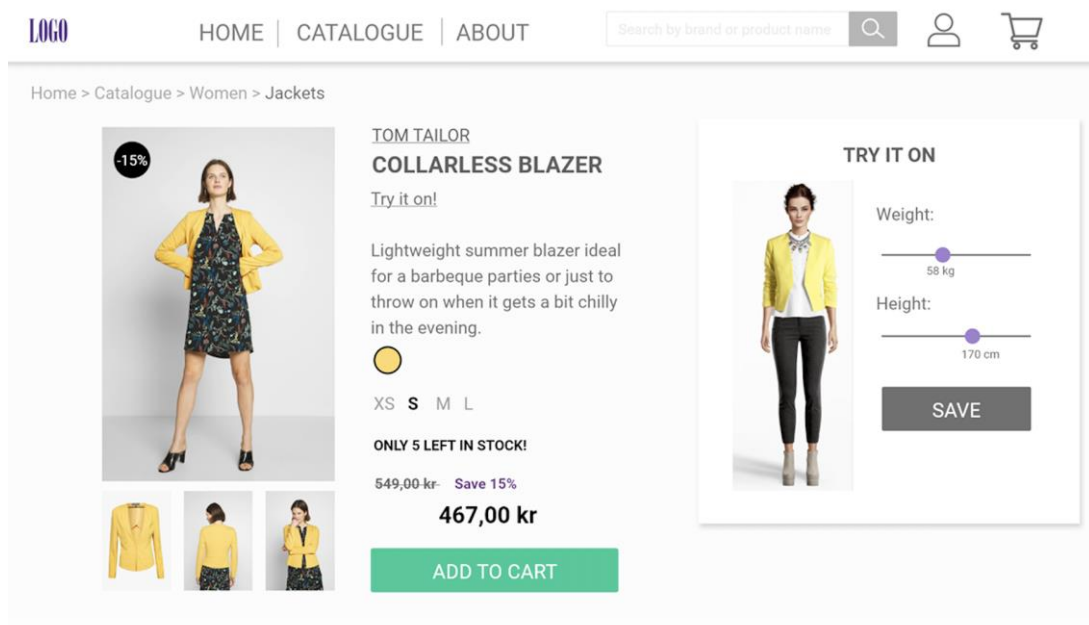 LOGO
HOME
CATALOGUE
ABOUT
Search by brand or product name
Home > Catalogue > Women > Jackets
-15%
TOM TAILOR
COLLARLESS BLAZER
Try it on!
Lightweight summer blazer ideal
for a barbeque parties or just to
throw on when it gets a bit chilly
in the evening.
XS S M L
ONLY 5 LEFT IN STOCK!
549,00 kr Save 15%
467,00 kr
ADD TO CART
TRY IT ON
Weight:
58 kg
Height:
170 cm
SAVE